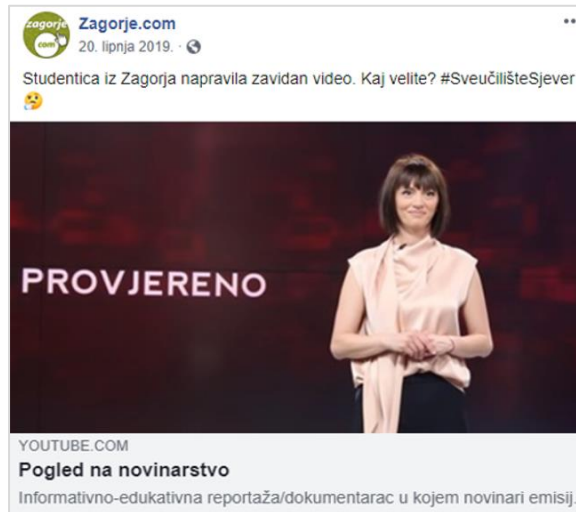 zagorje
com
Zagorje.com
20. lipnja 2019. ·
Studentica iz Zagorja napravila zavidan video. Kaj velite? #SveučilišteSjever
🤔
PROVJERENO
YOUTUBE.COM
Pogled na novinarstvo
Informativno-edukativna reportaža/dokumentarac u kojem novinari emisij...